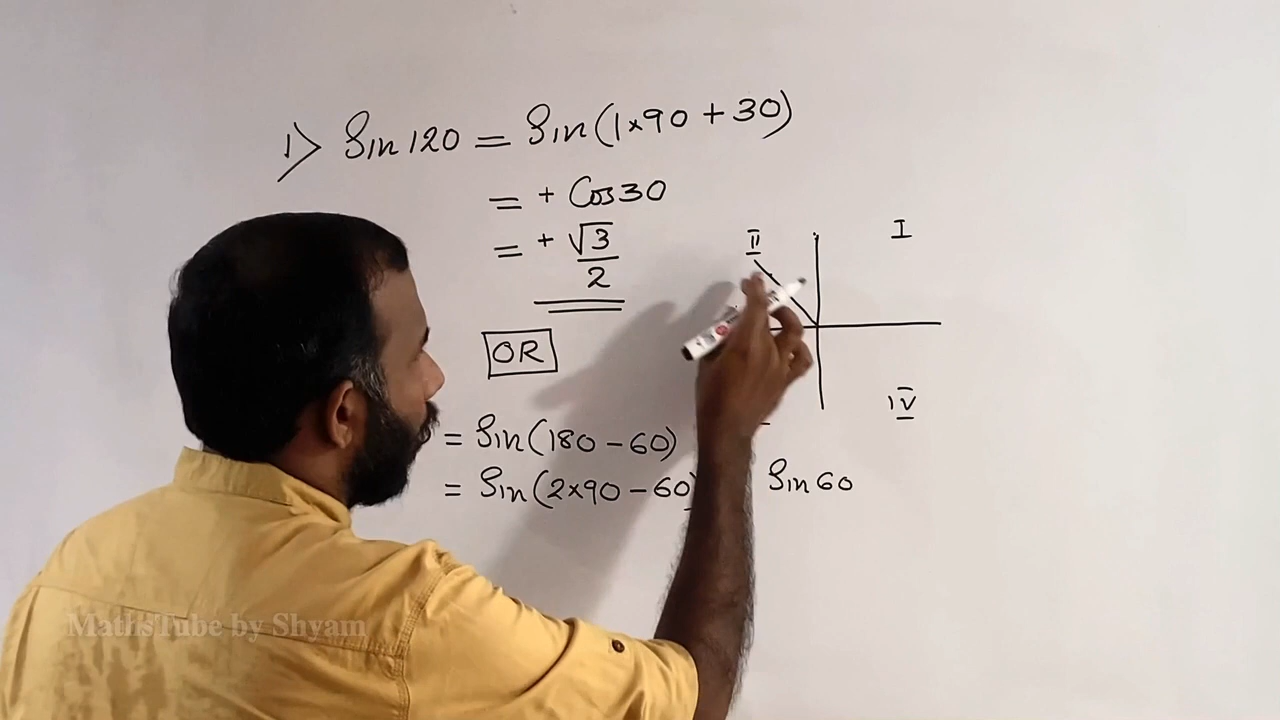 1) Sin 120 = Sin(1×90 + 30)
= + Cos30
= + √3/2
II
I
OR
IV
= Sin(180 – 60)
= Sin(2×90 – 60) Sin 60
MathsTube by Shyam